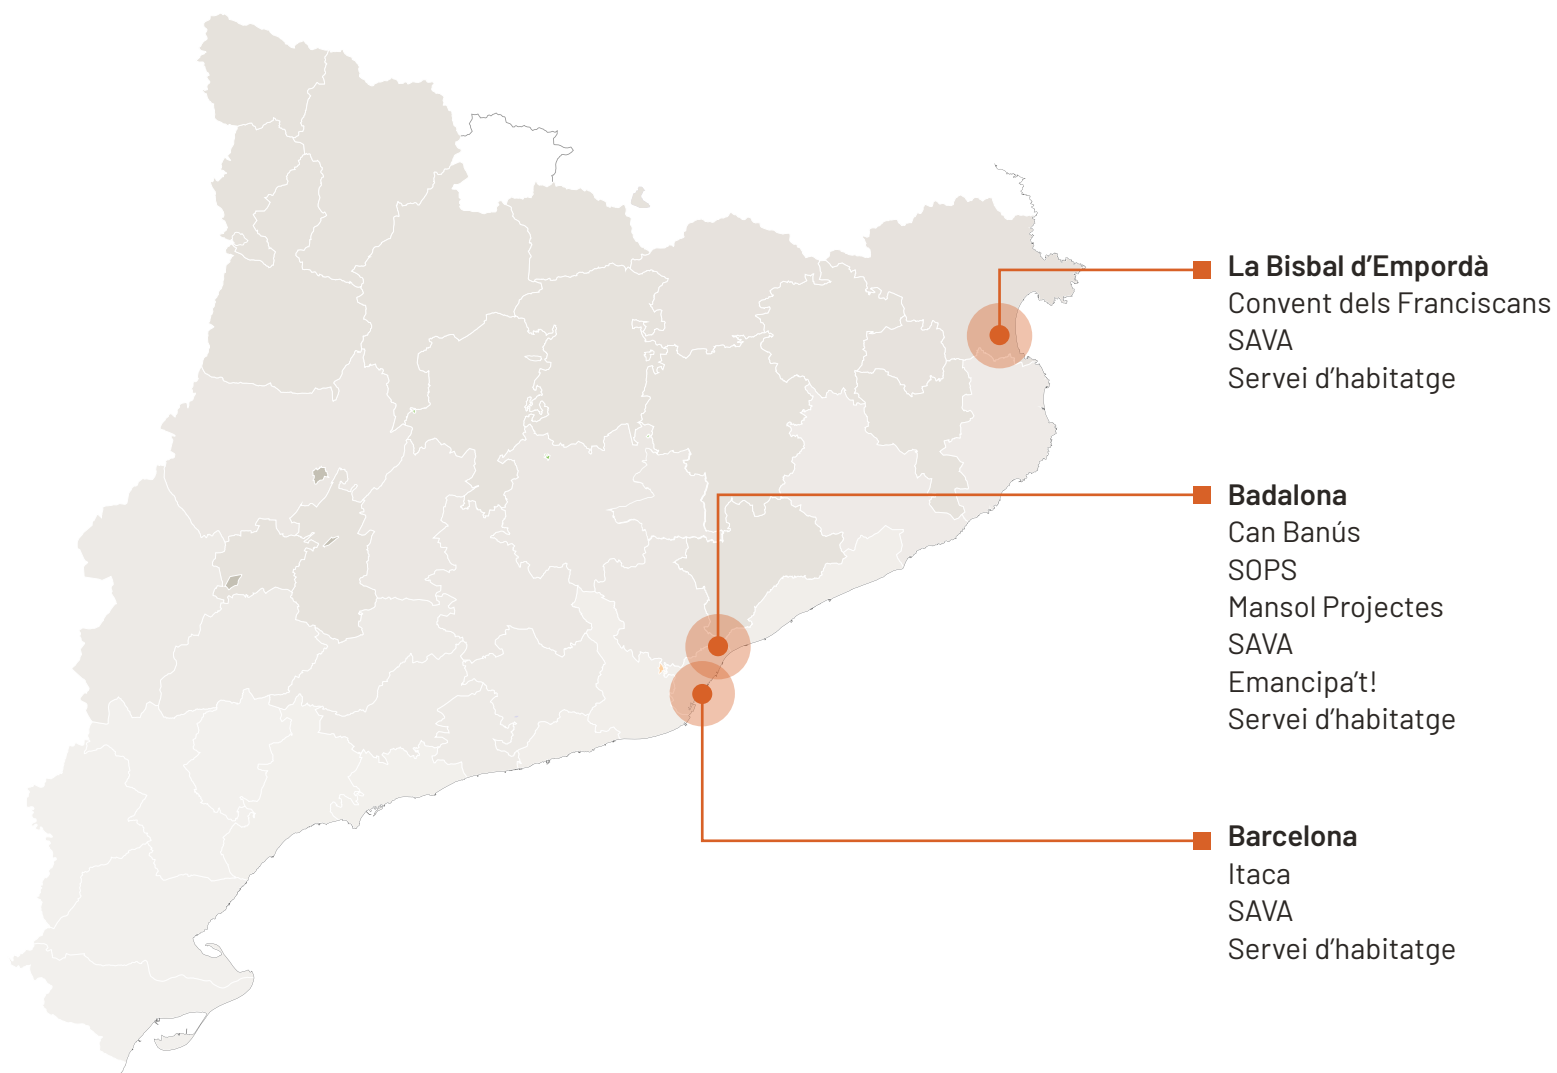 La Bisbal d’Empordà
Convent dels Franciscans
SAVA
Servei d’habitatge
Badalona
Can Banús
SOPS
Mansol Projectes
SAVA
Emancipa’t!
Servei d’habitatge
Barcelona
Itaca
SAVA
Servei d’habitatge